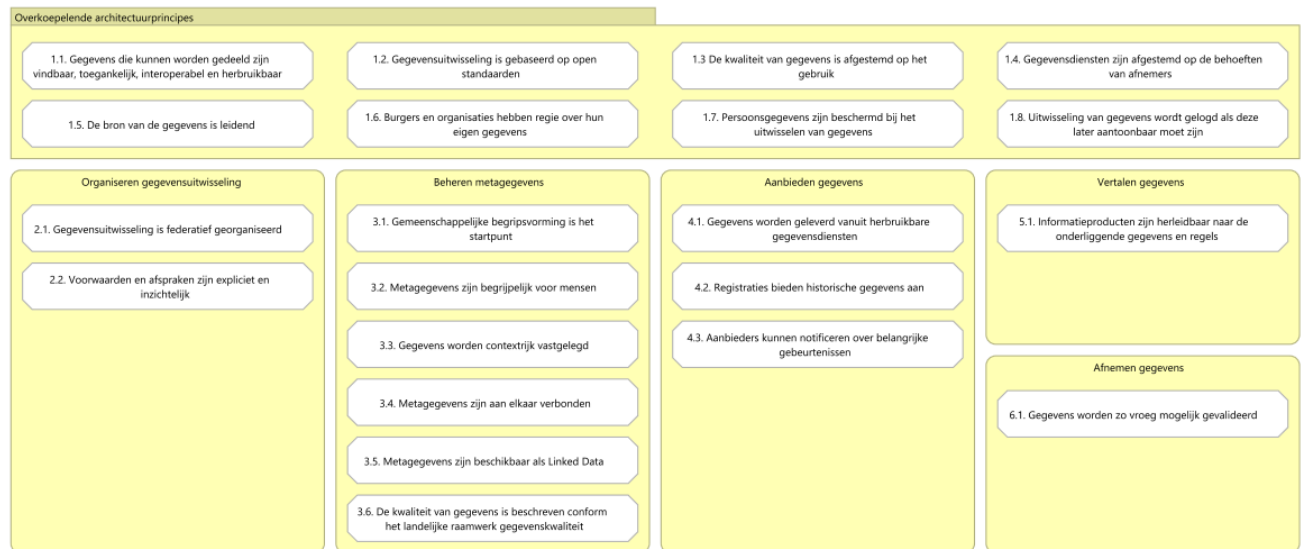 Overkoepelende architectuurprincipes
1.1. Gegevens die kunnen worden gedeeld zijn
vindbaar, toegankelijk, interoperabel en herbruikbaar
1.2. Gegevensuitwisseling is gebaseerd op open
standaarden
1.3 De kwaliteit van gegevens is afgestemd op het
gebruik
1.4. Gegevensdiensten zijn afgestemd op de behoeften
van afnemers
1.5. De bron van de gegevens is leidend
1.6. Burgers en organisaties hebben regie over hun
eigen gegevens
1.7. Persoonsgegevens zijn beschermd bij het
uitwisselen van gegevens
1.8. Uitwisseling van gegevens wordt gelogd als deze
later aantoonbaar moet zijn
Organiseren gegevensuitwisseling
2.1. Gegevensuitwisseling is federatief georganiseerd
2.2. Voorwaarden en afspraken zijn expliciet en
inzichtelijk
Beheren metagegevens
3.1. Gemeenschappelijke begripsvorming is het
startpunt
3.2. Metagegevens zijn begrijpelijk voor mensen
3.3. Gegevens worden contextrijk vastgelegd
3.4. Metagegevens zijn aan elkaar verbonden
3.5. Metagegevens zijn beschikbaar als Linked Data
3.6. De kwaliteit van gegevens is beschreven conform
het landelijke raamwerk gegevenskwaliteit
Aanbieden gegevens
4.1. Gegevens worden geleverd vanuit herbruikbare
gegevensdiensten
4.2. Registraties bieden historische gegevens aan
4.3. Aanbieders kunnen notificeren over belangrijke
gebeurtenissen
Vertalen gegevens
5.1. Informatieproducten zijn herleidbaar naar de
onderliggende gegevens en regels
Afnemen gegevens
6.1. Gegevens worden zo vroeg mogelijk gevalideerd